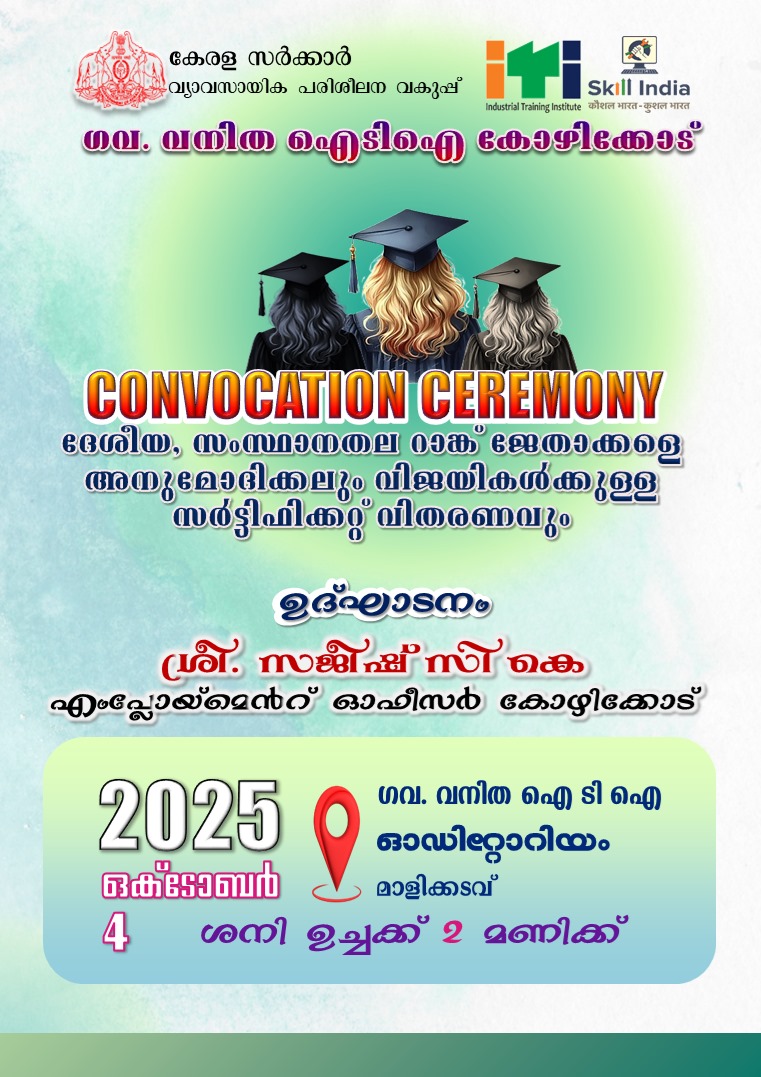 കേരള സർക്കാർ
വ്യാവസായിക പരിശീലന വകുപ്പ്
iTi
Industrial Training Institute
Skill India
कौशल भारत - कुशल भारत
ഗവ. വനിത ഐടിഐ കോഴിക്കോട്
CONVOCATION CEREMONY
ദേശീയ, സംസ്ഥാനതല റാങ്ക് ജേതാക്കളെ
അനുമോദിക്കലും വിജയികൾക്കുള്ള
സർട്ടിഫിക്കറ്റ് വിതരണവും
ഉദ്ഘാടനം
ശ്രീ. സജീഷ് സി കെ
എംപ്ലോയ്മെൻറ് ഓഫീസർ കോഴിക്കോട്
2025
ഒക്ടോബർ
4
ഗവ. വനിത ഐ ടി ഐ
ഓഡിറ്റോറിയം
മാളിക്കടവ്
ശനി ഉച്ചക്ക് 2 മണിക്ക്